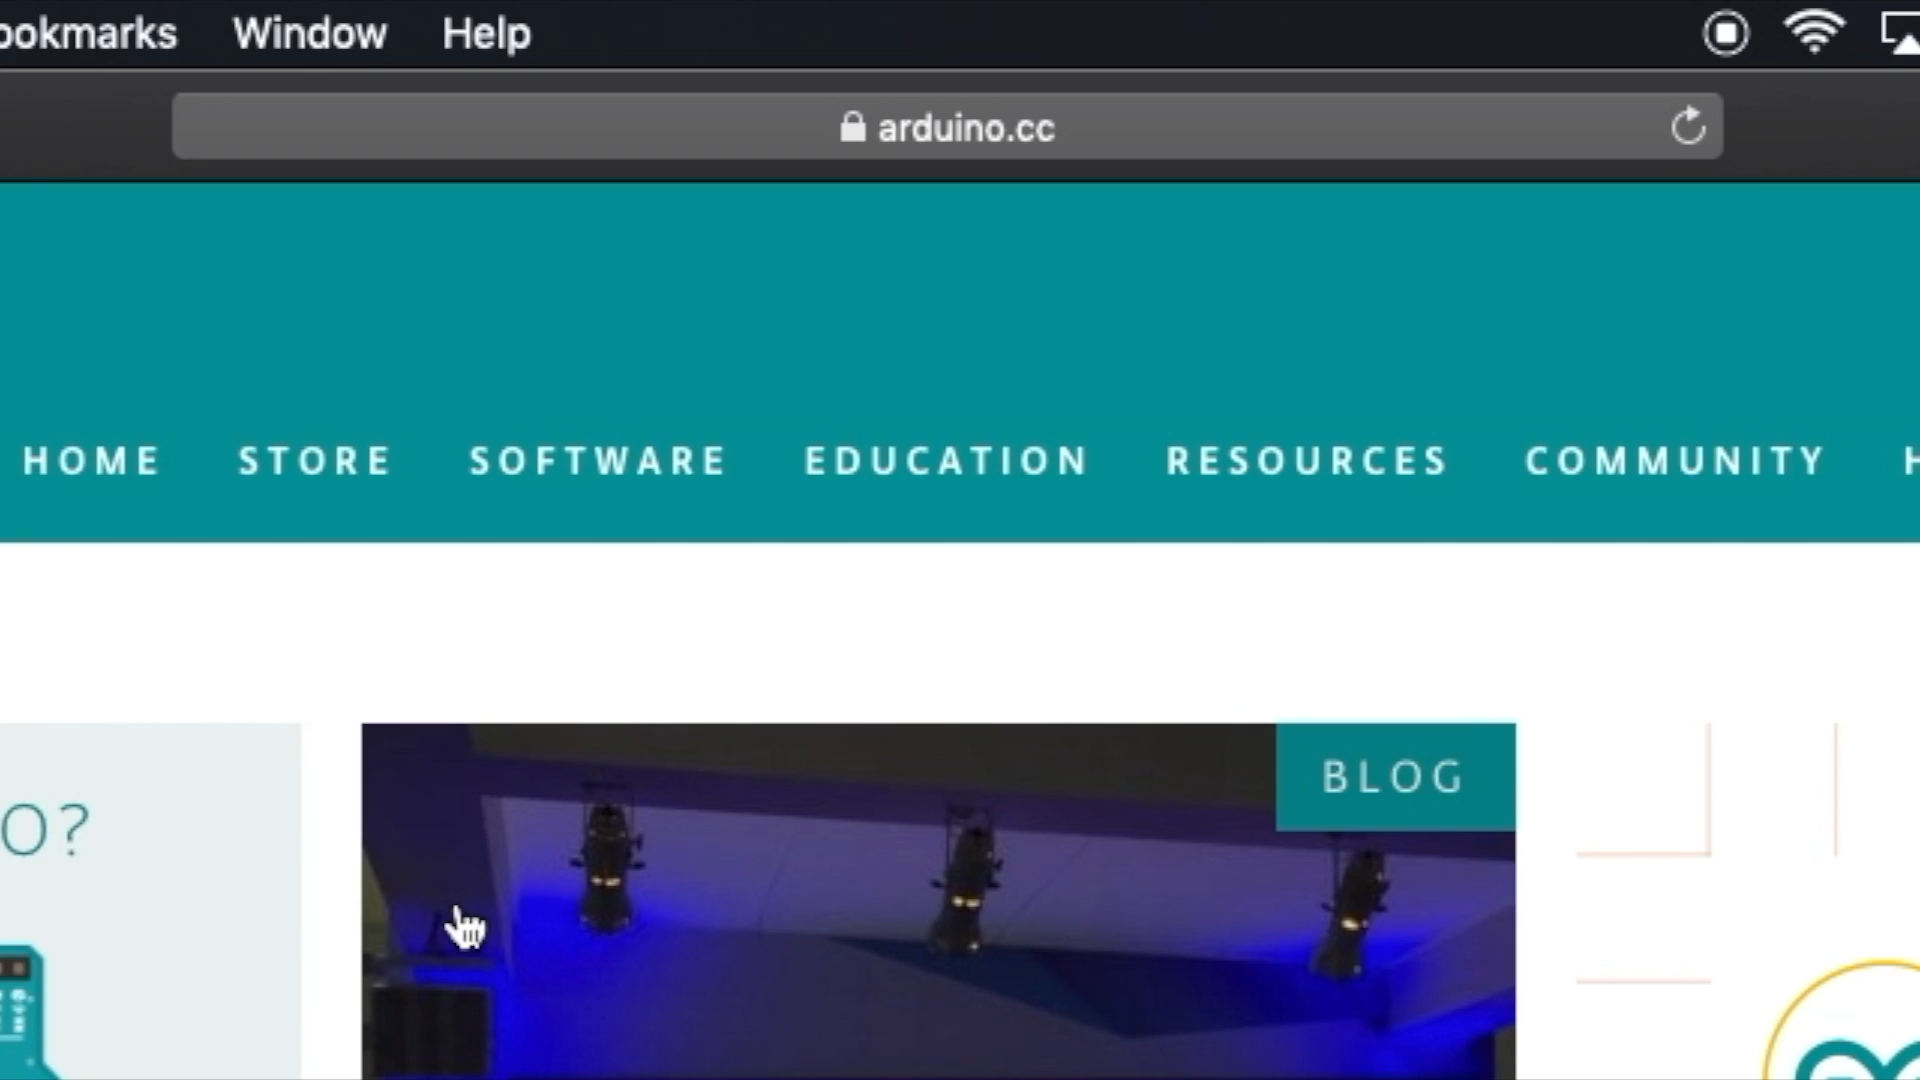 ookmarks Window Help
arduino.cc
HOME STORE SOFTWARE EDUCATION RESOURCES COMMUNITY H
BLOG
O?